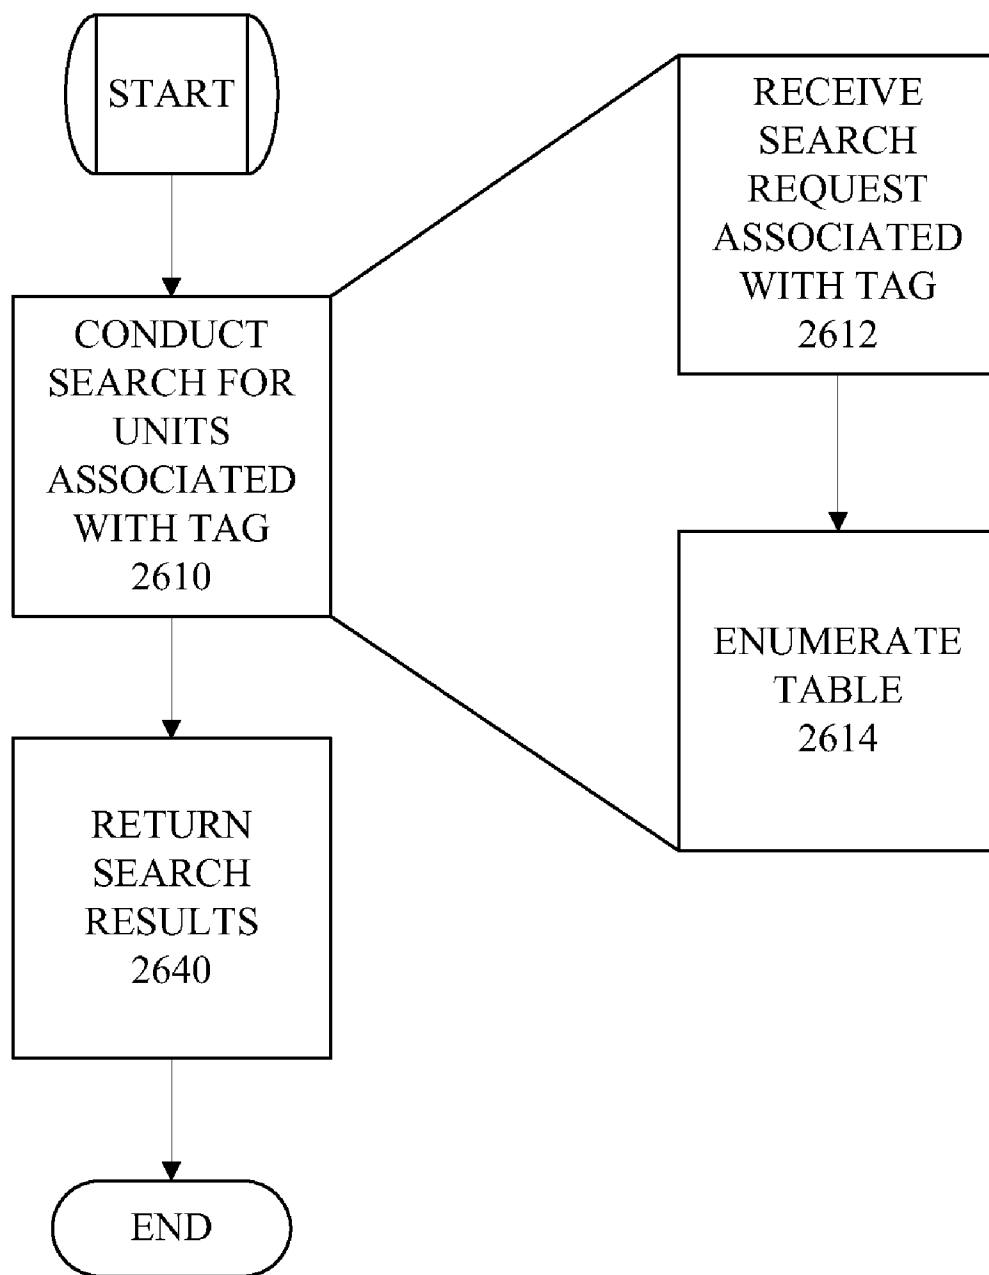 START
CONDUCT
SEARCH FOR
UNITS
ASSOCIATED
WITH TAG
2610
RETURN
SEARCH
RESULTS
2640
END
RECEIVE
SEARCH
REQUEST
ASSOCIATED
WITH TAG
2612
ENUMERATE
TABLE
2614